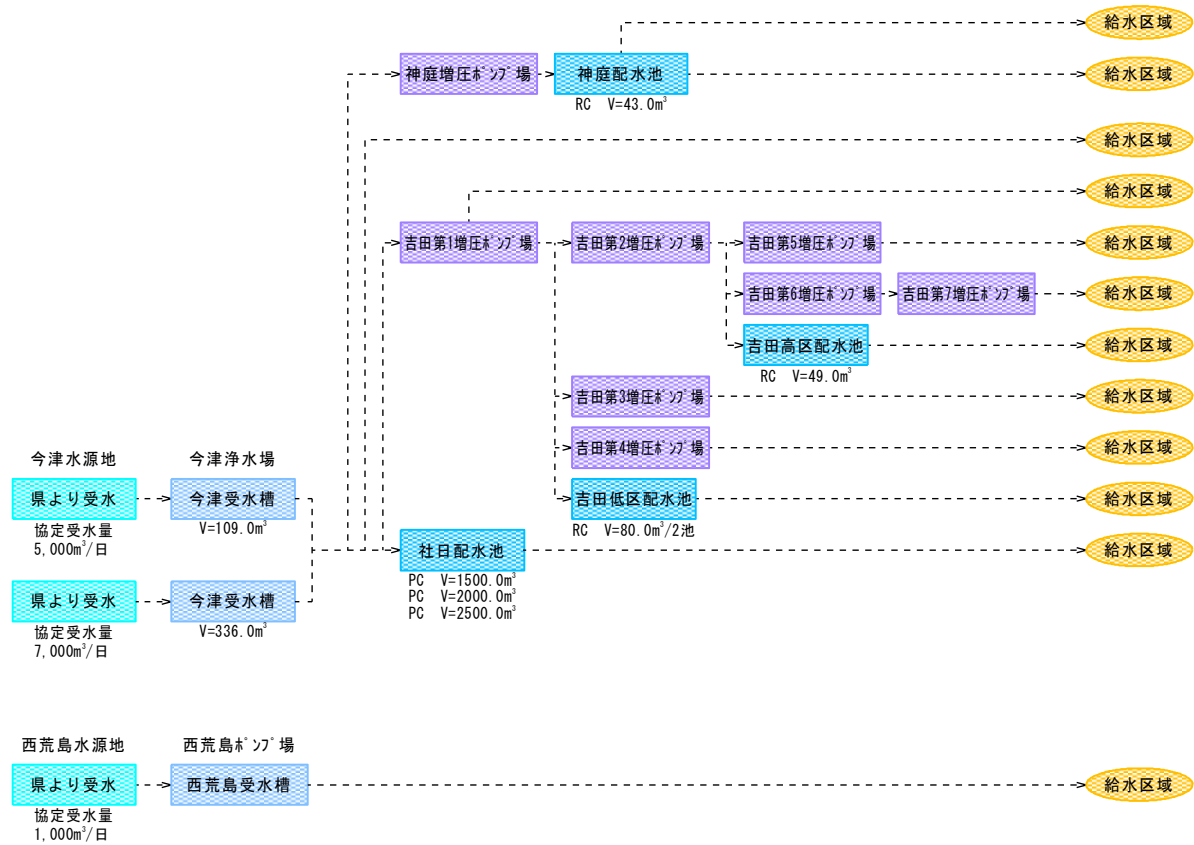 給水区域
神庭増圧ﾎﾟﾝﾌﾟ場
神庭配水池
給水区域
RC V=43.0m³
給水区域
給水区域
吉田第1増圧ﾎﾟﾝﾌﾟ場
吉田第2増圧ﾎﾟﾝﾌﾟ場
吉田第5増圧ﾎﾟﾝﾌﾟ場
給水区域
吉田第6増圧ﾎﾟﾝﾌﾟ場
吉田第7増圧ﾎﾟﾝﾌﾟ場
給水区域
吉田高区配水池
給水区域
RC V=49.0m³
吉田第3増圧ﾎﾟﾝﾌﾟ場
給水区域
吉田第4増圧ﾎﾟﾝﾌﾟ場
給水区域
今津水源地
今津浄水場
県より受水
今津受水槽
吉田低区配水池
給水区域
協定受水量
5,000m³/日
V=109.0m³
RC V=80.0m³/2池
社日配水池
給水区域
PC V=1500.0m³
PC V=2000.0m³
PC V=2500.0m³
県より受水
今津受水槽
協定受水量
7,000m³/日
V=336.0m³
西荒島水源地
西荒島ﾎﾟﾝﾌﾟ場
県より受水
西荒島受水槽
給水区域
協定受水量
1,000m³/日